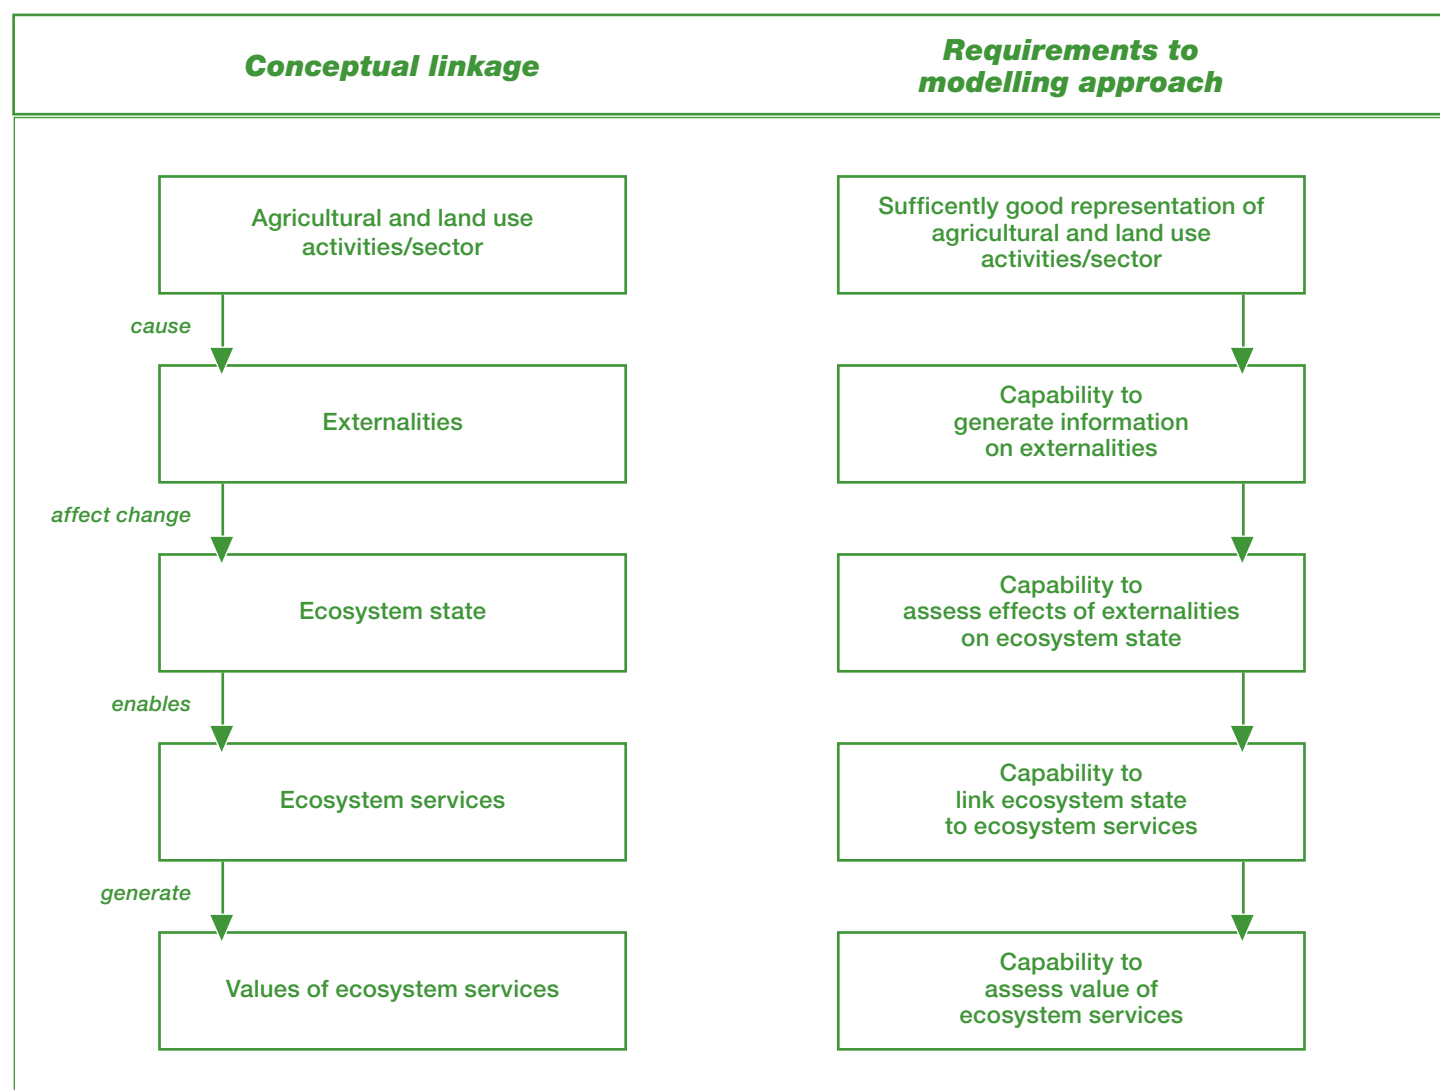 Conceptual linkage
Requirements to
modelling approach
Agricultural and land use
activities/sector
Sufficently good representation of
agricultural and land use
activities/sector
cause
Externalities
Capability to
generate information
on externalities
affect change
Ecosystem state
Capability to
assess effects of externalities
on ecosystem state
enables
Ecosystem services
Capability to
link ecosystem state
to ecosystem services
generate
Values of ecosystem services
Capability to
assess value of
ecosystem services